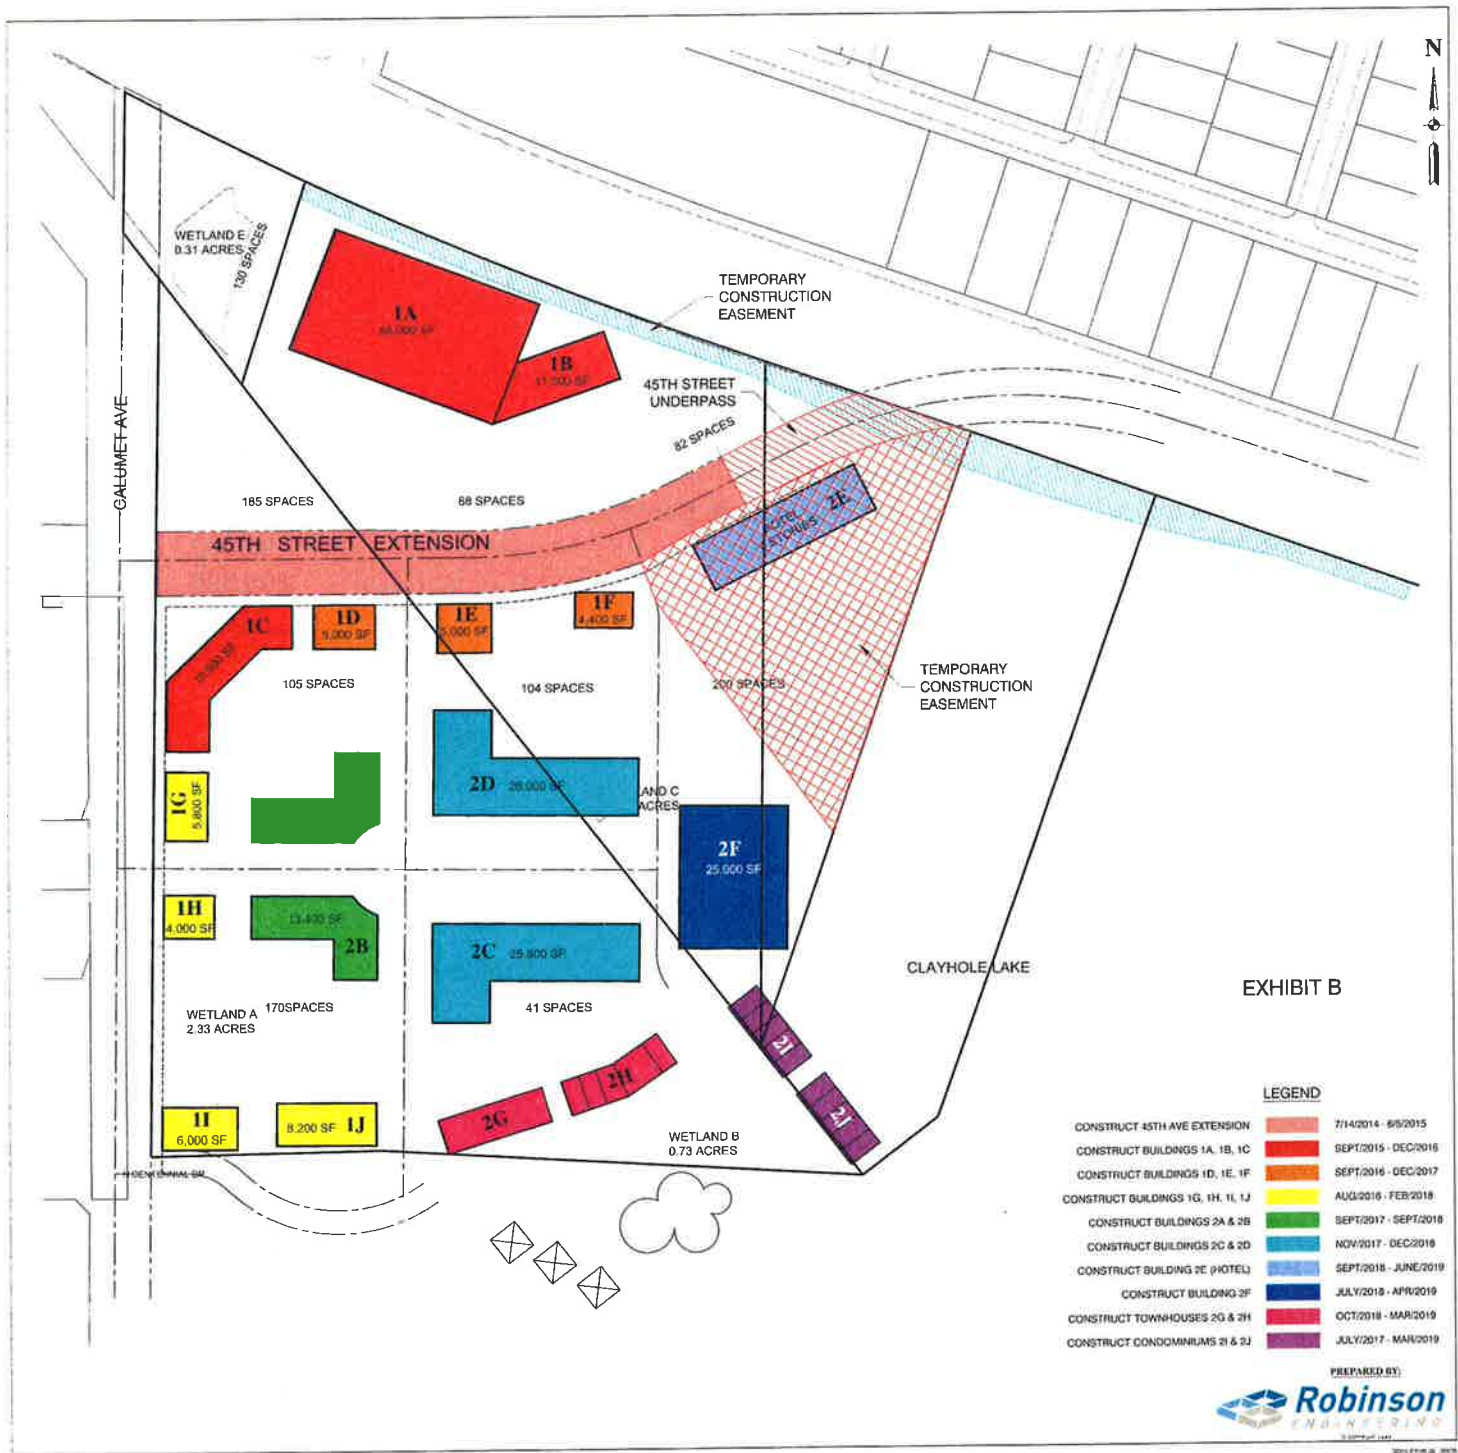 N
WETLAND E
0.31 ACRES
130 SPACES
TEMPORARY
CONSTRUCTION
EASEMENT
1A
1B
45TH STREET
UNDERPASS
82 SPACES
CALUMET AVE
185 SPACES
68 SPACES
2E
HOTEL
STORIES
45TH STREET EXTENSION
1C
1D
5,000 SF
1E
5,000 SF
1F
4,400 SF
105 SPACES
104 SPACES
200 SPACES
TEMPORARY
CONSTRUCTION
EASEMENT
1G
5,800 SF
2D
26,000 SF
AND C
ACRES
2F
25,000 SF
1H
4,000 SF
13,400 SF
2B
2C
25,800 SF
CLAYHOLE LAKE
EXHIBIT B
WETLAND A
2.33 ACRES
170SPACES
41 SPACES
2I
2H
2G
2J
1I
6,000 SF
8,200 SF 1J
WETLAND B
0.73 ACRES
N CENTENNIAL DR
LEGEND
CONSTRUCT 45TH AVE EXTENSION 7/14/2014 - 6/5/2015
CONSTRUCT BUILDINGS 1A, 1B, 1C SEPT/2015 - DEC/2016
CONSTRUCT BUILDINGS 1D, 1E, 1F SEPT/2016 - DEC/2017
CONSTRUCT BUILDINGS 1G, 1H, 1I, 1J AUG/2016 - FEB/2018
CONSTRUCT BUILDINGS 2A & 2B SEPT/2017 - SEPT/2018
CONSTRUCT BUILDINGS 2C & 2D NOV/2017 - DEC/2018
CONSTRUCT BUILDING 2E (HOTEL) SEPT/2018 - JUNE/2019
CONSTRUCT BUILDING 2F JULY/2018 - APR/2019
CONSTRUCT TOWNHOUSES 2G & 2H OCT/2018 - MAR/2019
CONSTRUCT CONDOMINIUMS 2I & 2J JULY/2017 - MAR/2019
PREPARED BY:
Robinson
ENGINEERING